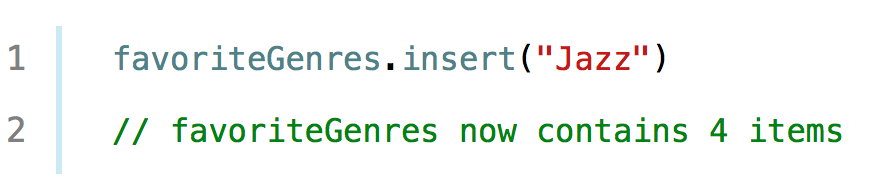 1 favoriteGenres.insert("Jazz")
2 // favoriteGenres now contains 4 items